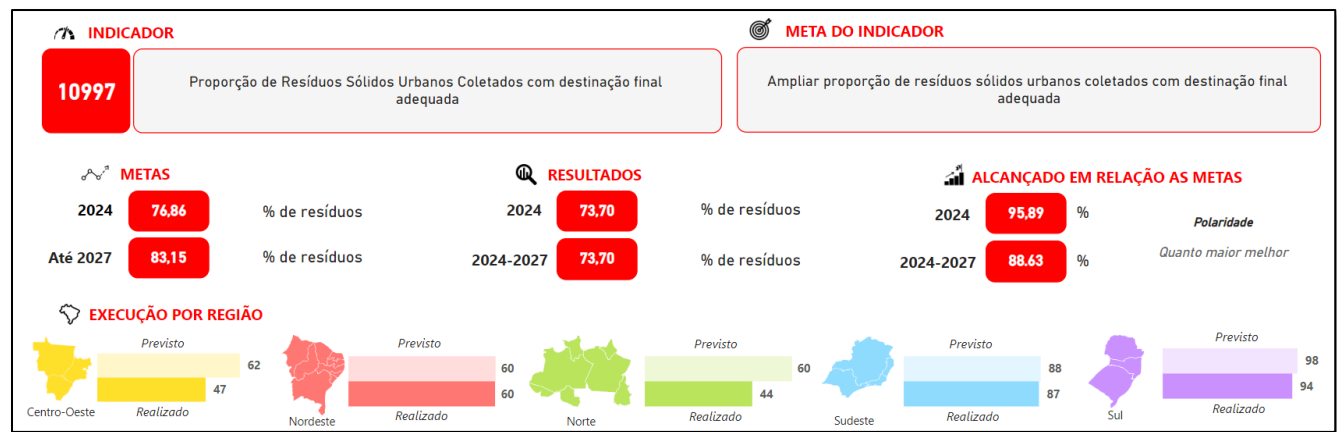 INDICADOR
META DO INDICADOR
10997
Proporção de Resíduos Sólidos Urbanos Coletados com destinação final
adequada
Ampliar proporção de resíduos sólidos urbanos coletados com destinação final
adequada
METAS
RESULTADOS
ALCANÇADO EM RELAÇÃO AS METAS
2024 76,86 % de resíduos
2024 73,70 % de resíduos
2024 95,89 %
Polaridade
Até 2027 83,15 % de resíduos
2024-2027 73,70 % de resíduos
2024-2027 88.63 %
Quanto maior melhor
EXECUÇÃO POR REGIÃO
Previsto
62
47
Realizado
Centro-Oeste
Previsto
60
60
Realizado
Nordeste
Previsto
60
44
Realizado
Norte
Previsto
88
87
Realizado
Sudeste
Previsto
98
94
Realizado
Sul